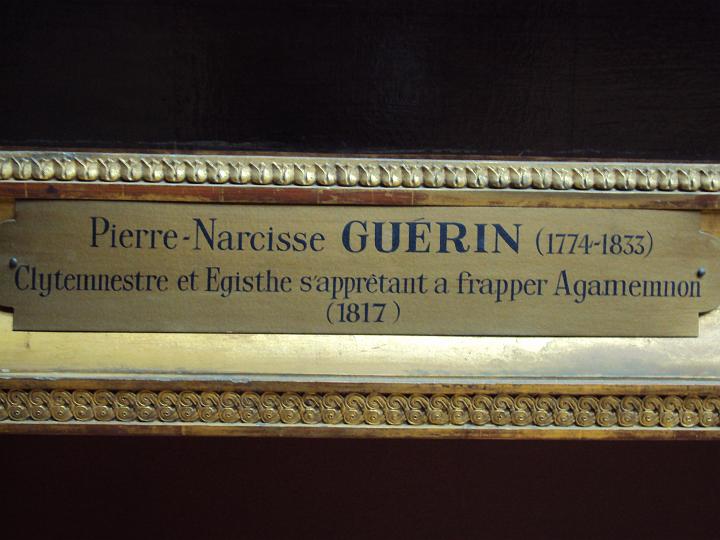 Pierre-Narcisse GUÉRIN (1774-1833)
Clytemnestre et Egisthe s'apprêtant a frapper Agamemnon
(1817)